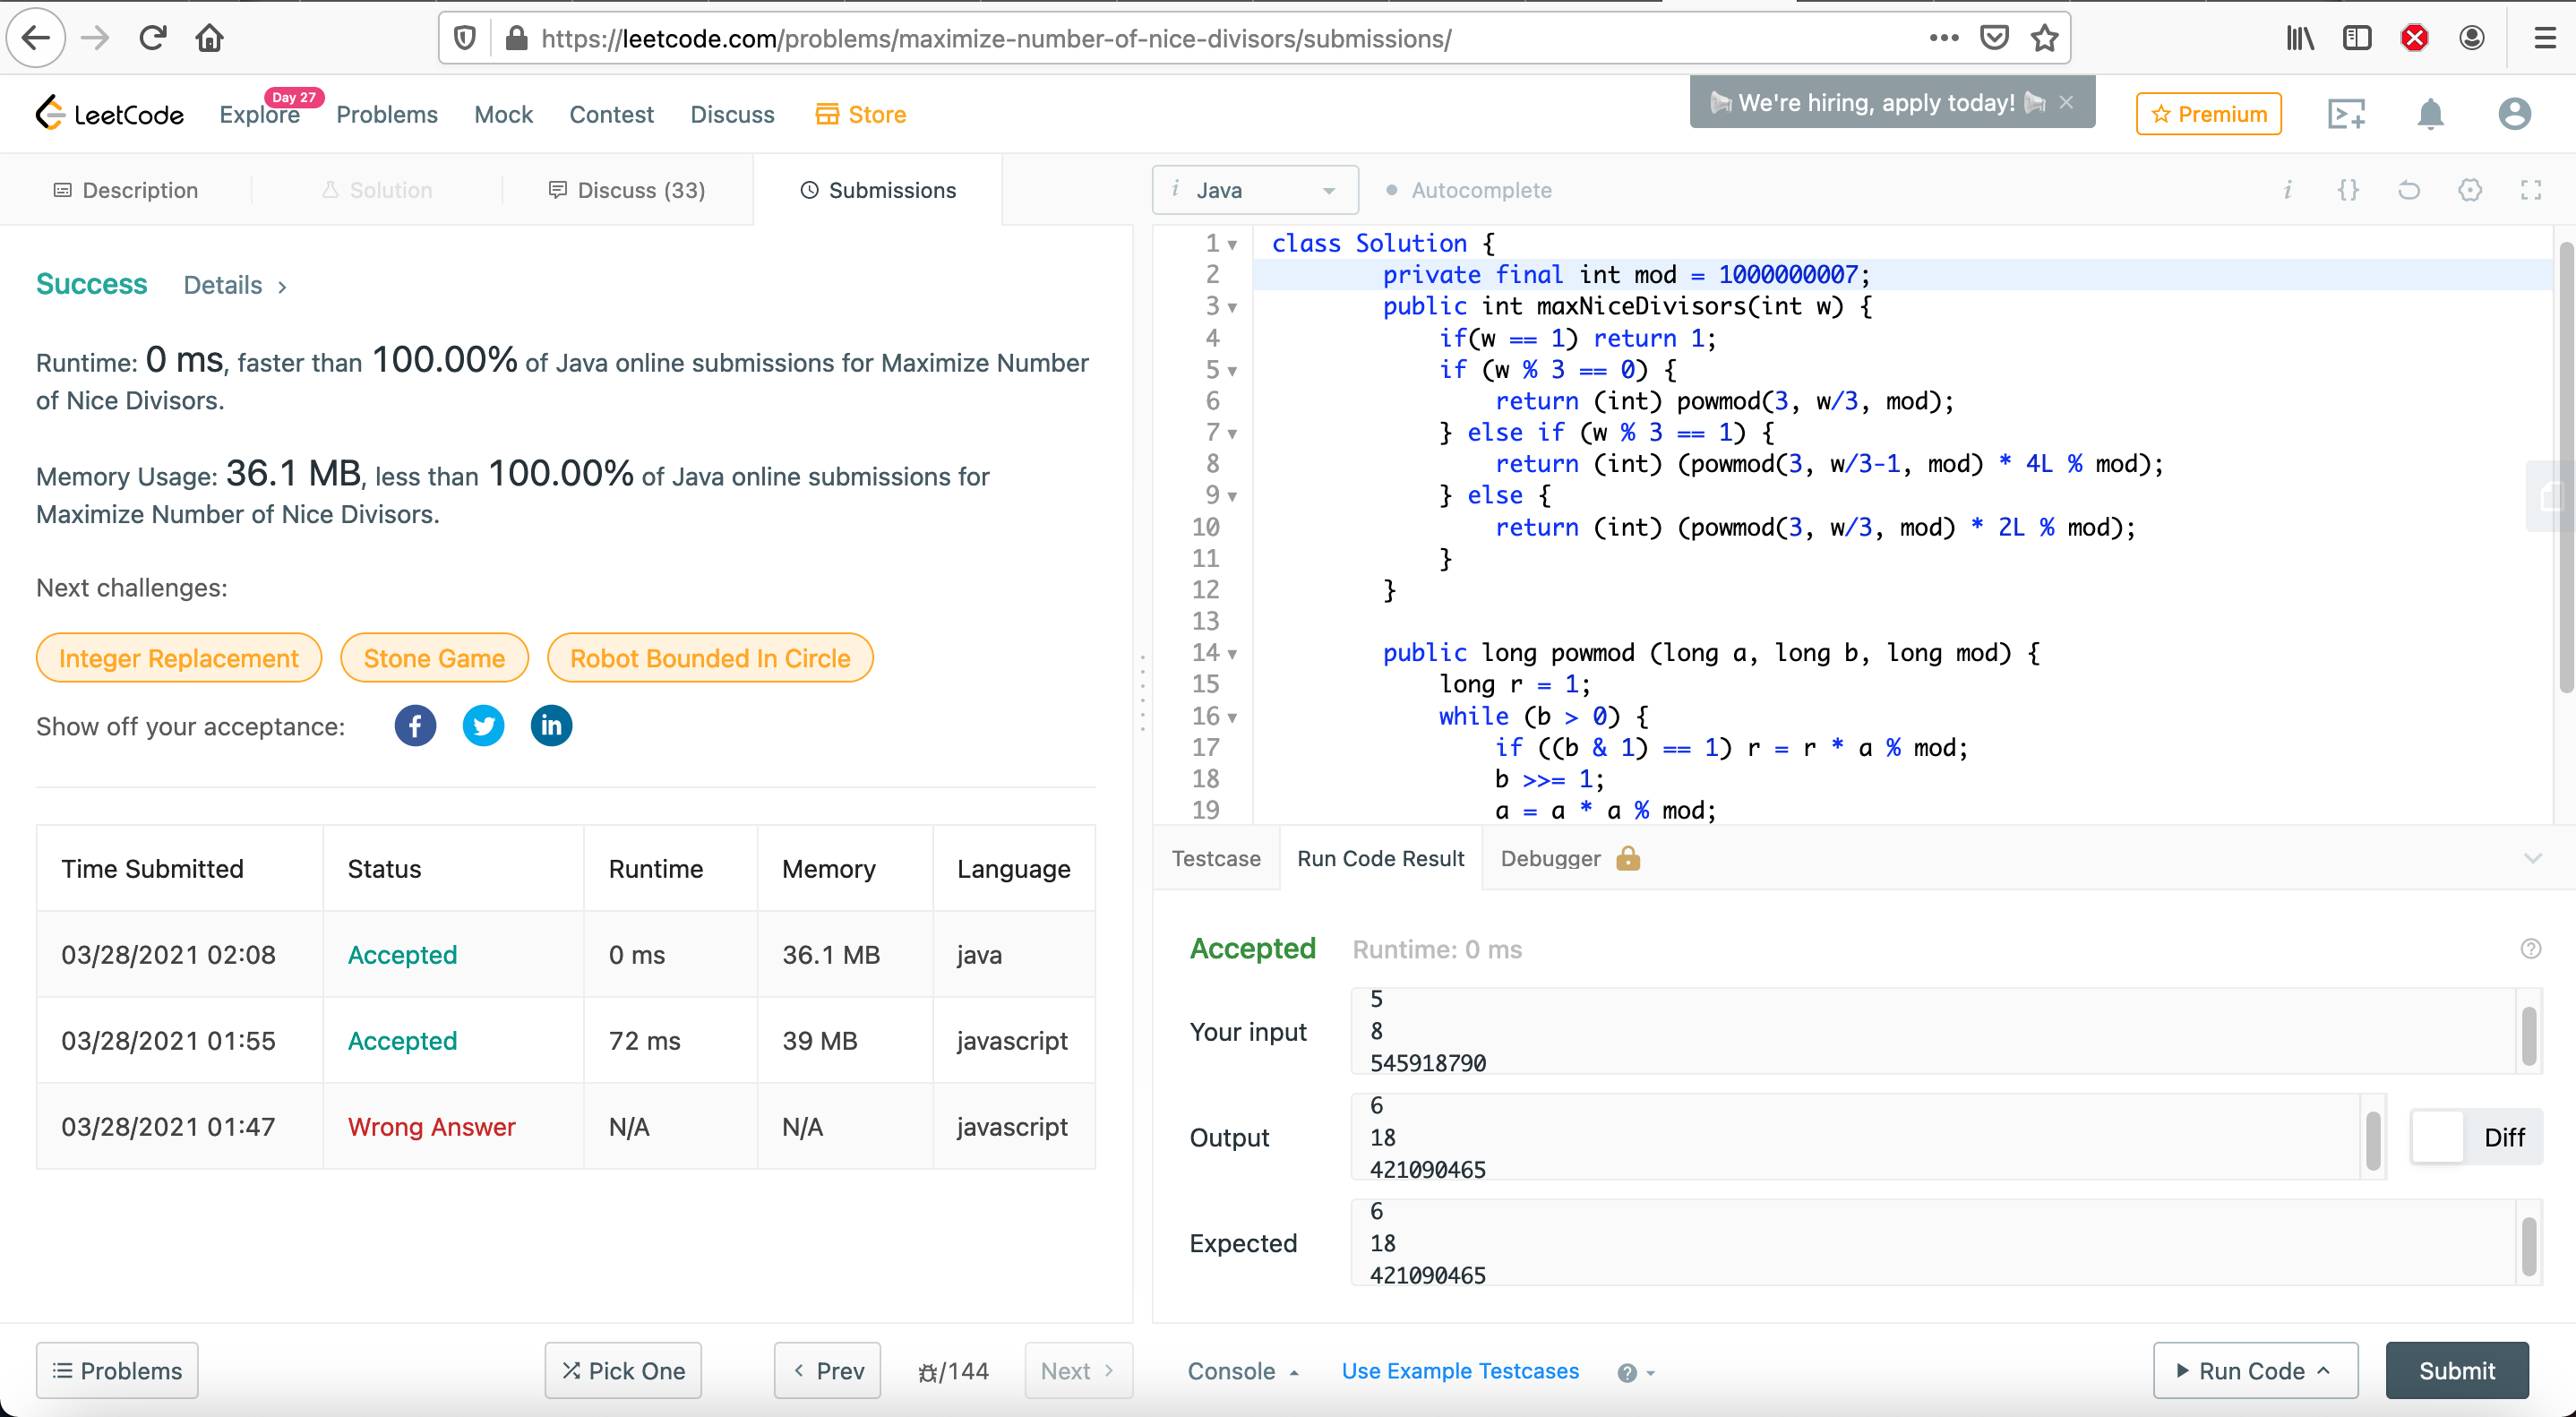 https://leetcode.com/problems/maximize-number-of-nice-divisors/submissions/
LeetCode
Explore
Day 27
Problems
Mock
Contest
Discuss
Store
We're hiring, apply today!
Premium
Description
Solution
Discuss (33)
Submissions
i Java
Autocomplete
Success Details >
Runtime: 0 ms, faster than 100.00% of Java online submissions for Maximize Number
of Nice Divisors.
Memory Usage: 36.1 MB, less than 100.00% of Java online submissions for
Maximize Number of Nice Divisors.
Next challenges:
Integer Replacement Stone Game Robot Bounded In Circle
Show off your acceptance:
Time Submitted Status Runtime Memory Language
03/28/2021 02:08 Accepted 0 ms 36.1 MB java
03/28/2021 01:55 Accepted 72 ms 39 MB javascript
03/28/2021 01:47 Wrong Answer N/A N/A javascript
1 class Solution {
2 private final int mod = 1000000007;
3 public int maxNiceDivisors(int w) {
4 if(w == 1) return 1;
5 if (w % 3 == 0) {
6 return (int) powmod(3, w/3, mod);
7 } else if (w % 3 == 1) {
8 return (int) (powmod(3, w/3-1, mod) * 4L % mod);
9 } else {
10 return (int) (powmod(3, w/3, mod) * 2L % mod);
11 }
12 }
13
14 public long powmod (long a, long b, long mod) {
15 long r = 1;
16 while (b > 0) {
17 if ((b & 1) == 1) r = r * a % mod;
18 b >>= 1;
19 a = a * a % mod;
Testcase Run Code Result Debugger
Accepted Runtime: 0 ms
Your input
5
8
545918790
Output
6
18
421090465
Diff
Expected
6
18
421090465
Problems
Pick One
< Prev
/144
Next >
Console
Use Example Testcases
Run Code
Submit